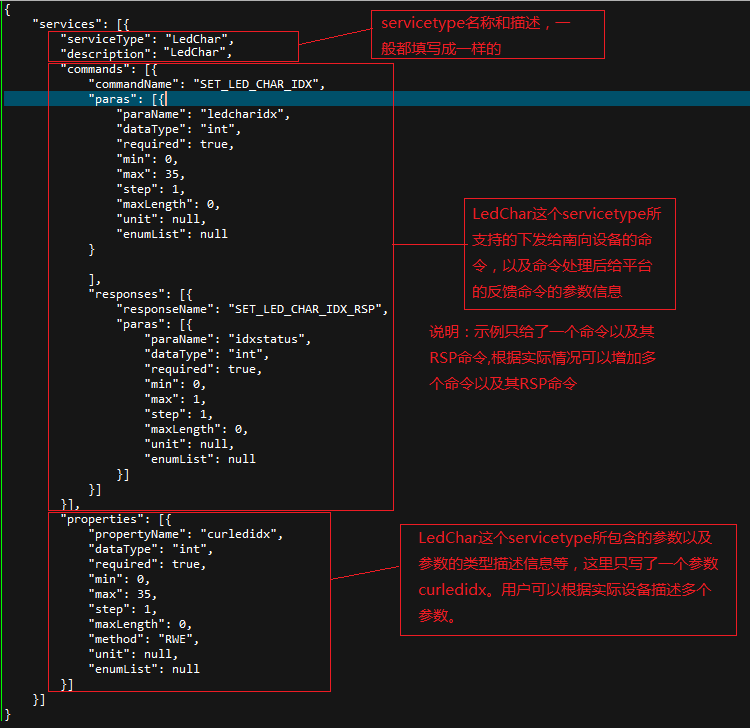 {
"services": [{
"serviceType": "LedChar",
"description": "LedChar",
"commands": [{
"commandName": "SET_LED_CHAR_IDX",
"paras": [{
"paraName": "ledcharidx",
"dataType": "int",
"required": true,
"min": 0,
"max": 35,
"step": 1,
"maxLength": 0,
"unit": null,
"enumList": null
}
],
"responses": [{
"responseName": "SET_LED_CHAR_IDX_RSP",
"paras": [{
"paraName": "idxstatus",
"dataType": "int",
"required": true,
"min": 0,
"max": 1,
"step": 1,
"maxLength": 0,
"unit": null,
"enumList": null
}]
}]
}],
"properties": [{
"propertyName": "curledidx",
"dataType": "int",
"required": true,
"min": 0,
"max": 35,
"step": 1,
"maxLength": 0,
"method": "RWE",
"unit": null,
"enumList": null
}]
}]
}
servicetype名称和描述，一
般都填写成一样的
LedChar这个servicetype所
支持的下发给南向设备的命
令，以及命令处理后给平台
的反馈命令的参数信息
说明：示例只给了一个命令以及其
RSP命令,根据实际情况可以增加多
个命令以及其RSP命令
LedChar这个servicetype所包含的参数以及
参数的类型描述信息等，这里只写了一个参数
curledidx。用户可以根据实际设备描述多个
参数。